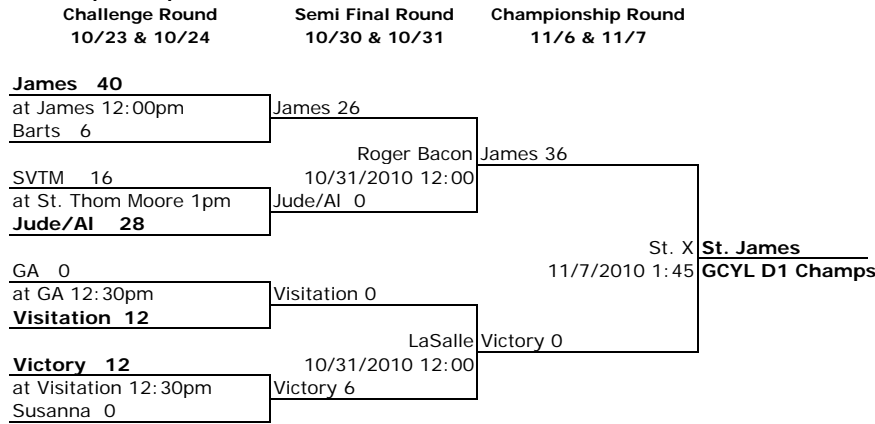 Challenge Round Semi Final Round Championship Round
10/23 & 10/24 10/30 & 10/31 11/6 & 11/7
James 40
at James 12:00pm James 26
Barts 6
Roger Bacon James 36
SVTM 16 10/31/2010 12:00
at St. Thom Moore 1pm Jude/Al 0
Jude/Al 28
St. X St. James
GA 0 11/7/2010 1:45 GCYL D1 Champs
at GA 12:30pm Visitation 0
Visitation 12
LaSalle Victory 0
Victory 12 10/31/2010 12:00
at Visitation 12:30pm Victory 6
Susanna 0